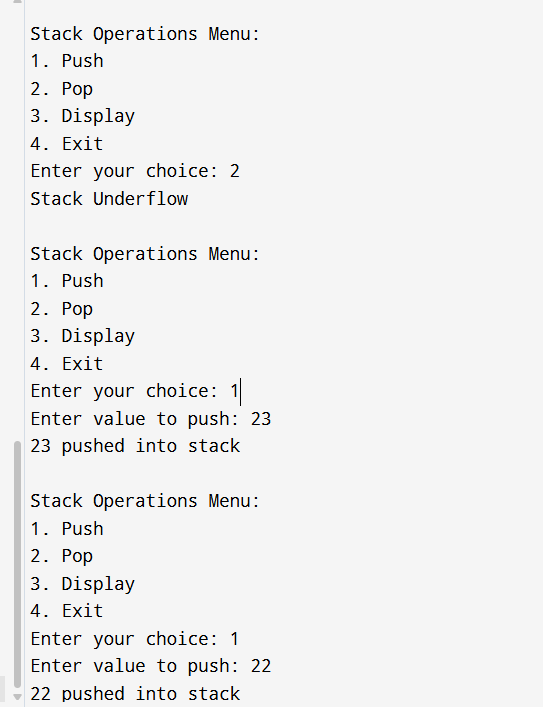 Stack Operations Menu:
1. Push
2. Pop
3. Display
4. Exit
Enter your choice: 2
Stack Underflow

Stack Operations Menu:
1. Push
2. Pop
3. Display
4. Exit
Enter your choice: 1
Enter value to push: 23
23 pushed into stack

Stack Operations Menu:
1. Push
2. Pop
3. Display
4. Exit
Enter your choice: 1
Enter value to push: 22
22 pushed into stack